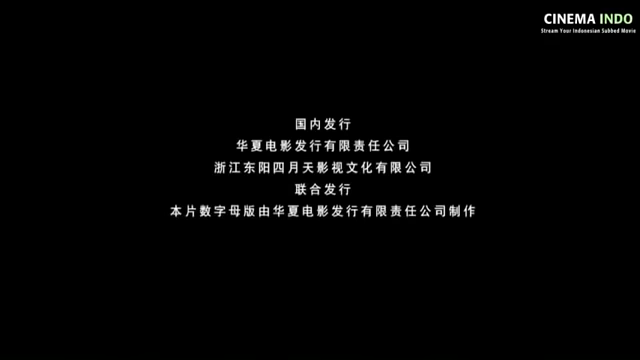 CINEMA INDO
Stream Your Indonesian Subbed Movie
国内发行
华夏电影发行有限责任公司
浙江东阳四月天影视文化有限公司
联合发行
本片数字母版由华夏电影发行有限责任公司制作